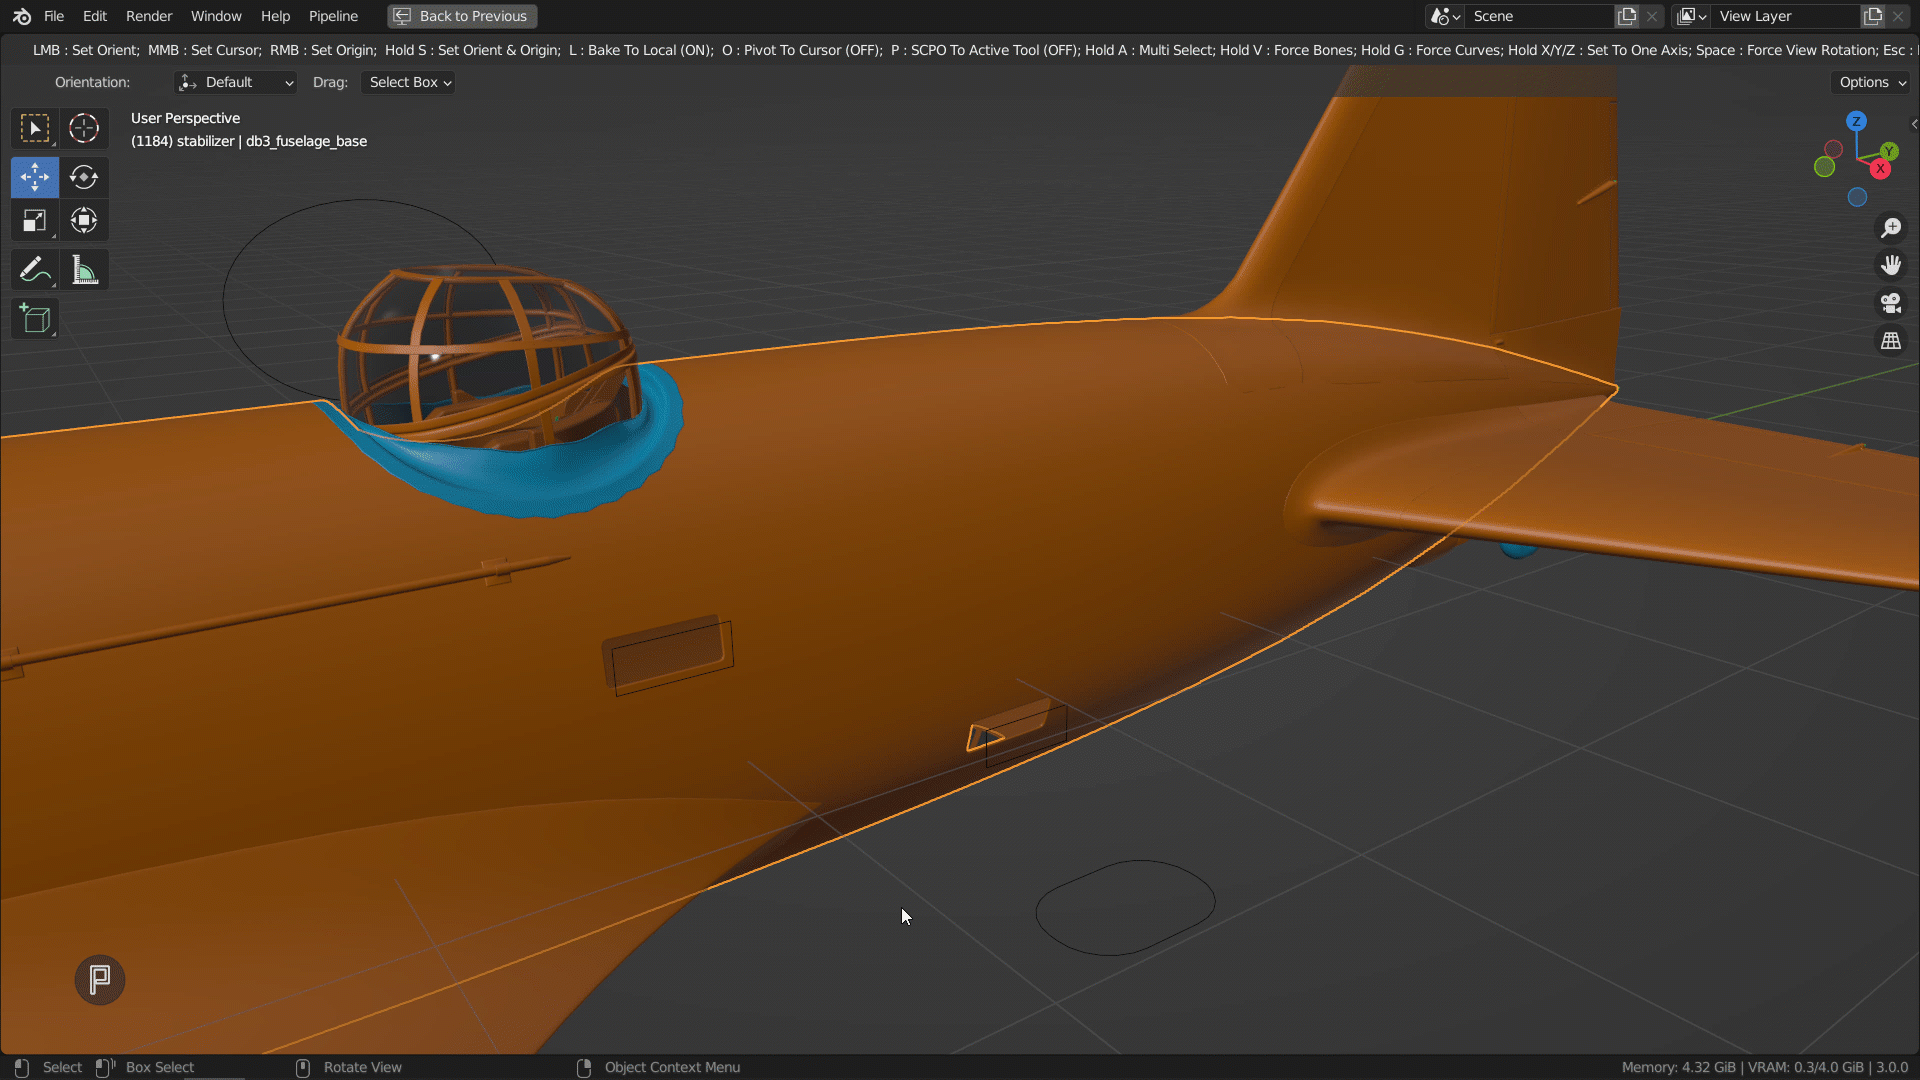 File Edit Render Window Help Pipeline Back to Previous Scene View Layer
LMB : Set Orient; MMB : Set Cursor; RMB : Set Origin; Hold S : Set Orient & Origin; L : Bake To Local (ON); O : Pivot To Cursor (OFF); P : SCPO To Active Tool (OFF); Hold A : Multi Select; Hold V : Force Bones; Hold G : Force Curves; Hold X/Y/Z : Set To One Axis; Space : Force View Rotation; Esc :
Orientation: Default Drag: Select Box Options
User Perspective
(1184) stabilizer | db3_fuselage_base
Z
Y
X
P
Select Box Select Rotate View Object Context Menu Memory: 4.32 GiB | VRAM: 0.3/4.0 GiB | 3.0.0